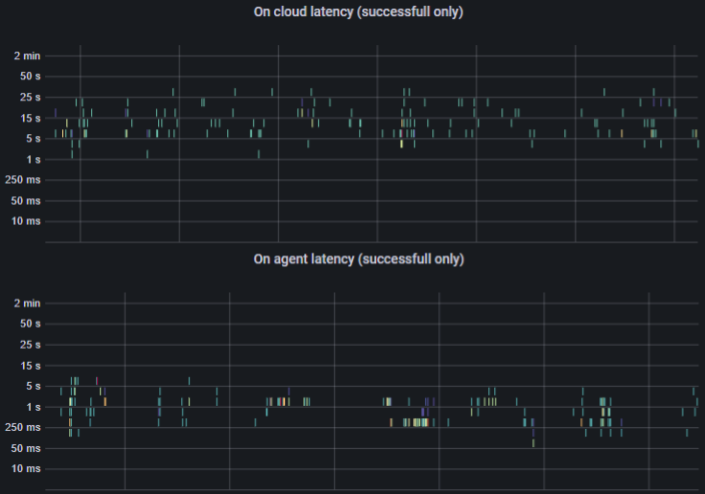 On cloud latency (successfull only)
2 min
50 s
25 s
15 s
5 s
1 s
250 ms
50 ms
10 ms
On agent latency (successfull only)
2 min
50 s
25 s
15 s
5 s
1 s
250 ms
50 ms
10 ms